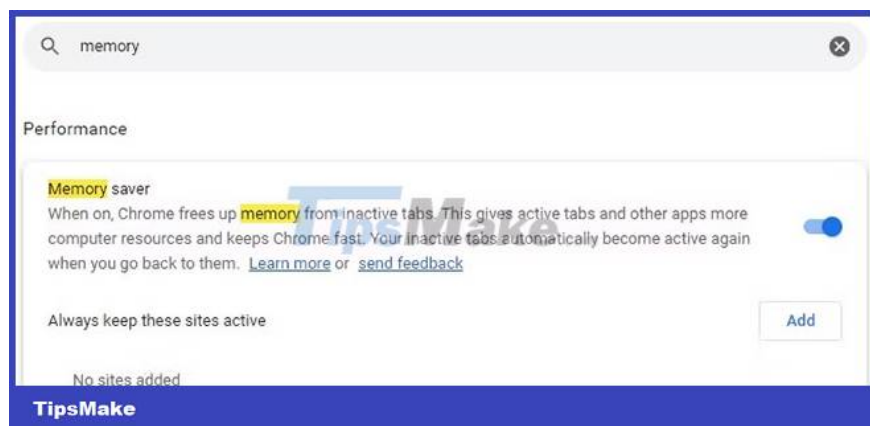 memory
Performance
Memory saver
When on, Chrome frees up memory from inactive tabs. This gives active tabs and other apps more
computer resources and keeps Chrome fast. Your inactive tabs automatically become active again
when you go back to them. Learn more or send feedback
TipsMake
Always keep these sites active
Add
No sites added
TipsMake